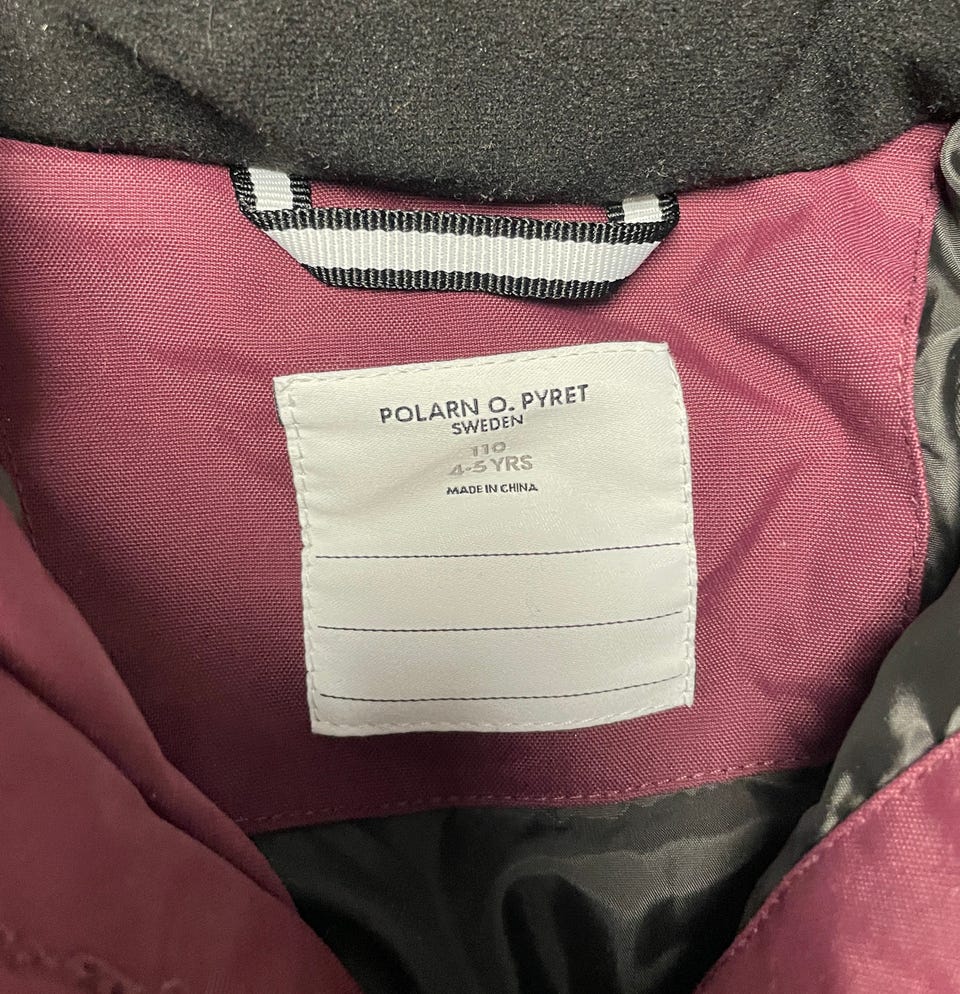 POLARN O. PYRET
SWEDEN
110
4-5 YRS
MADE IN CHINA